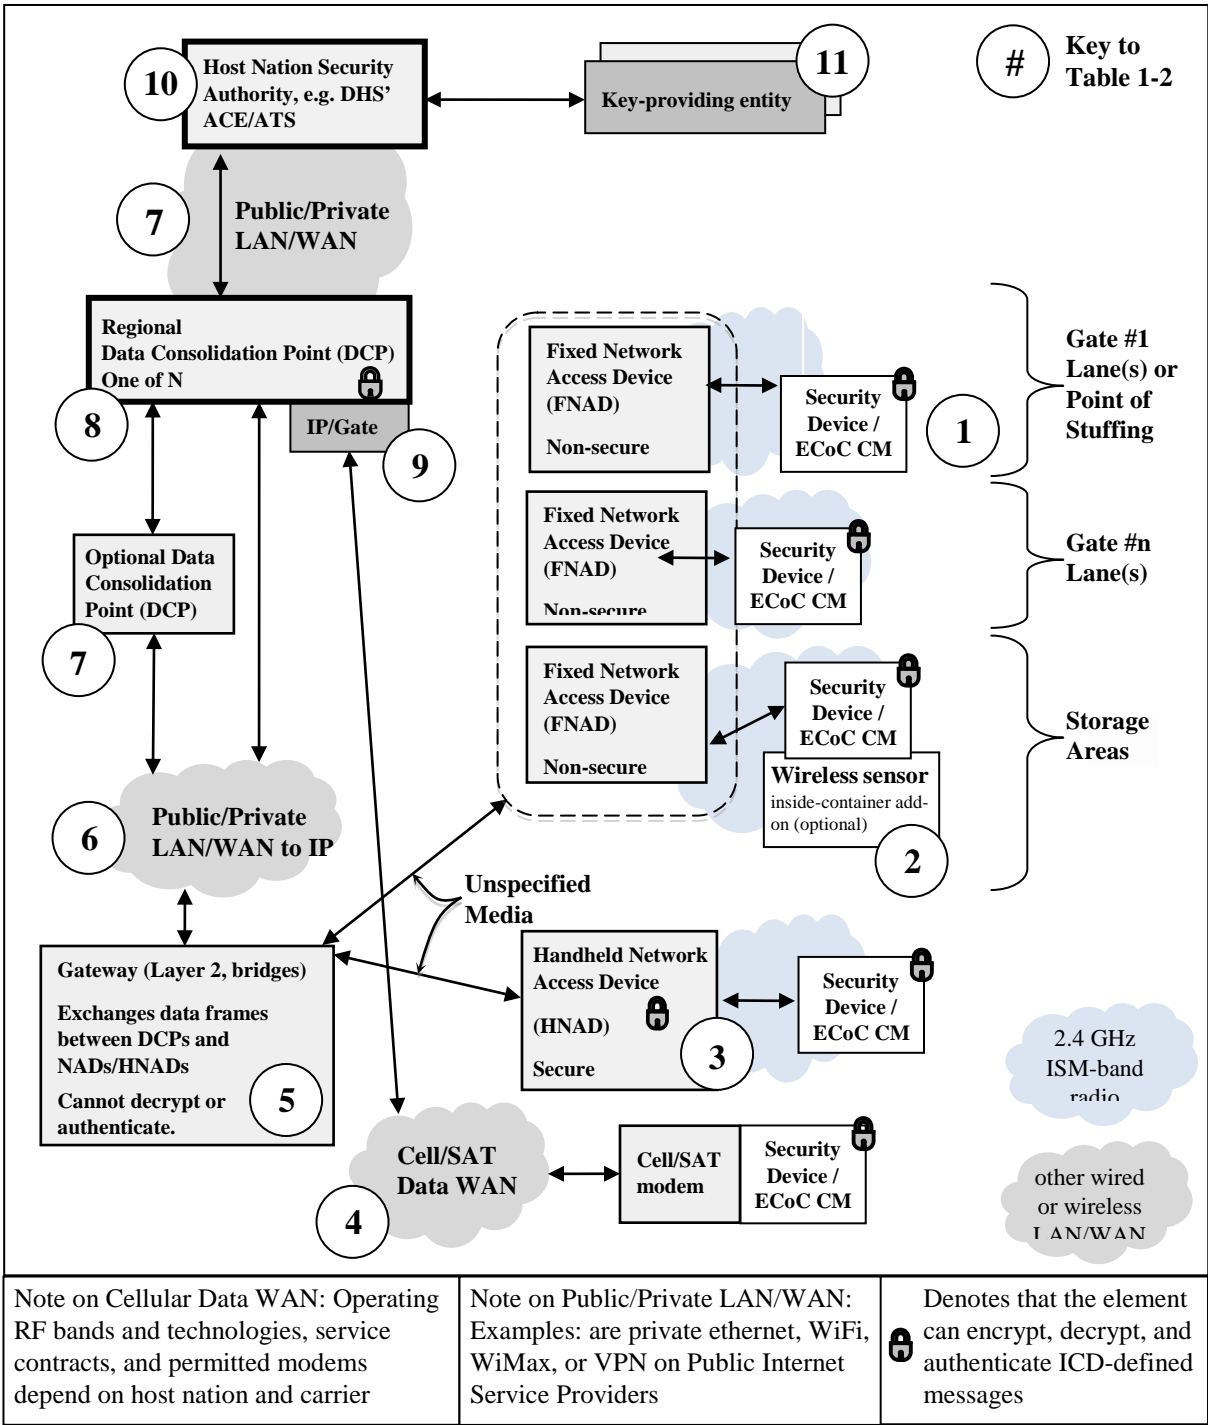 10
Host Nation Security
Authority, e.g. DHS'
ACE/ATS
Key-providing entity
11
#
Key to
Table 1-2
7
Public/Private
LAN/WAN
Regional
Data Consolidation Point (DCP)
One of N
8
IP/Gate
9
Fixed Network
Access Device
(FNAD)
Non-secure
Security
Device /
ECoC CM
1
Gate #1
Lane(s) or
Point of
Stuffing
Fixed Network
Access Device
(FNAD)
Non-secure
Security
Device /
ECoC CM
Gate #n
Lane(s)
Optional Data
Consolidation
Point (DCP)
7
Fixed Network
Access Device
(FNAD)
Non-secure
Security
Device /
ECoC CM
Wireless sensor
inside-container add-
on (optional)
2
Storage
Areas
6
Public/Private
LAN/WAN to IP
Unspecified
Media
Gateway (Layer 2, bridges)
Exchanges data frames
between DCPs and
NADs/HNADs
Cannot decrypt or
authenticate.
5
Handheld Network
Access Device
(HNAD)
Secure
3
Security
Device /
ECoC CM
2.4 GHz
ISM-band
radio
4
Cell/SAT
Data WAN
Cell/SAT
modem
Security
Device /
ECoC CM
other wired
or wireless
LAN/WAN
Note on Cellular Data WAN: Operating
RF bands and technologies, service
contracts, and permitted modems
depend on host nation and carrier
Note on Public/Private LAN/WAN:
Examples: are private ethernet, WiFi,
WiMax, or VPN on Public Internet
Service Providers
Denotes that the element
can encrypt, decrypt, and
authenticate ICD-defined
messages